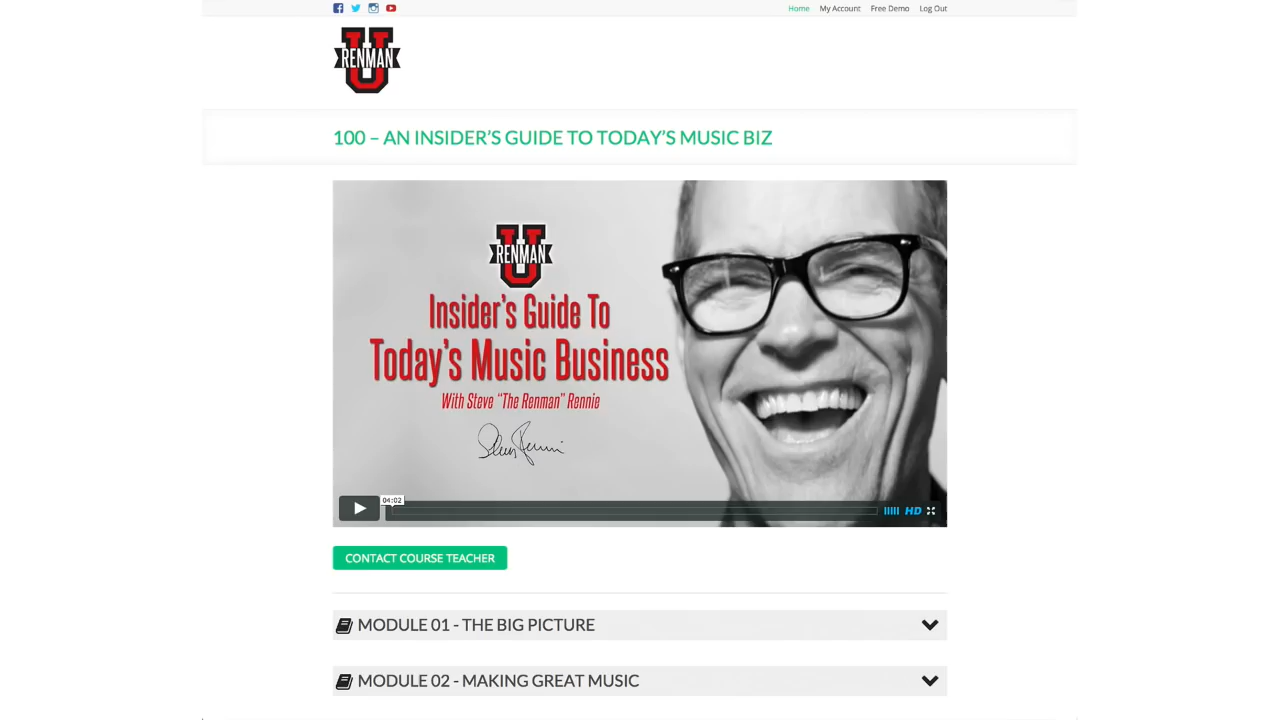 Home My Account Free Demo Log Out
U
RENMAN
100 – AN INSIDER'S GUIDE TO TODAY'S MUSIC BIZ
U
RENMAN
Insider's Guide To
Today's Music Business
With Steve "The Renman" Rennie
04:02
HD
CONTACT COURSE TEACHER
MODULE 01 - THE BIG PICTURE
MODULE 02 - MAKING GREAT MUSIC